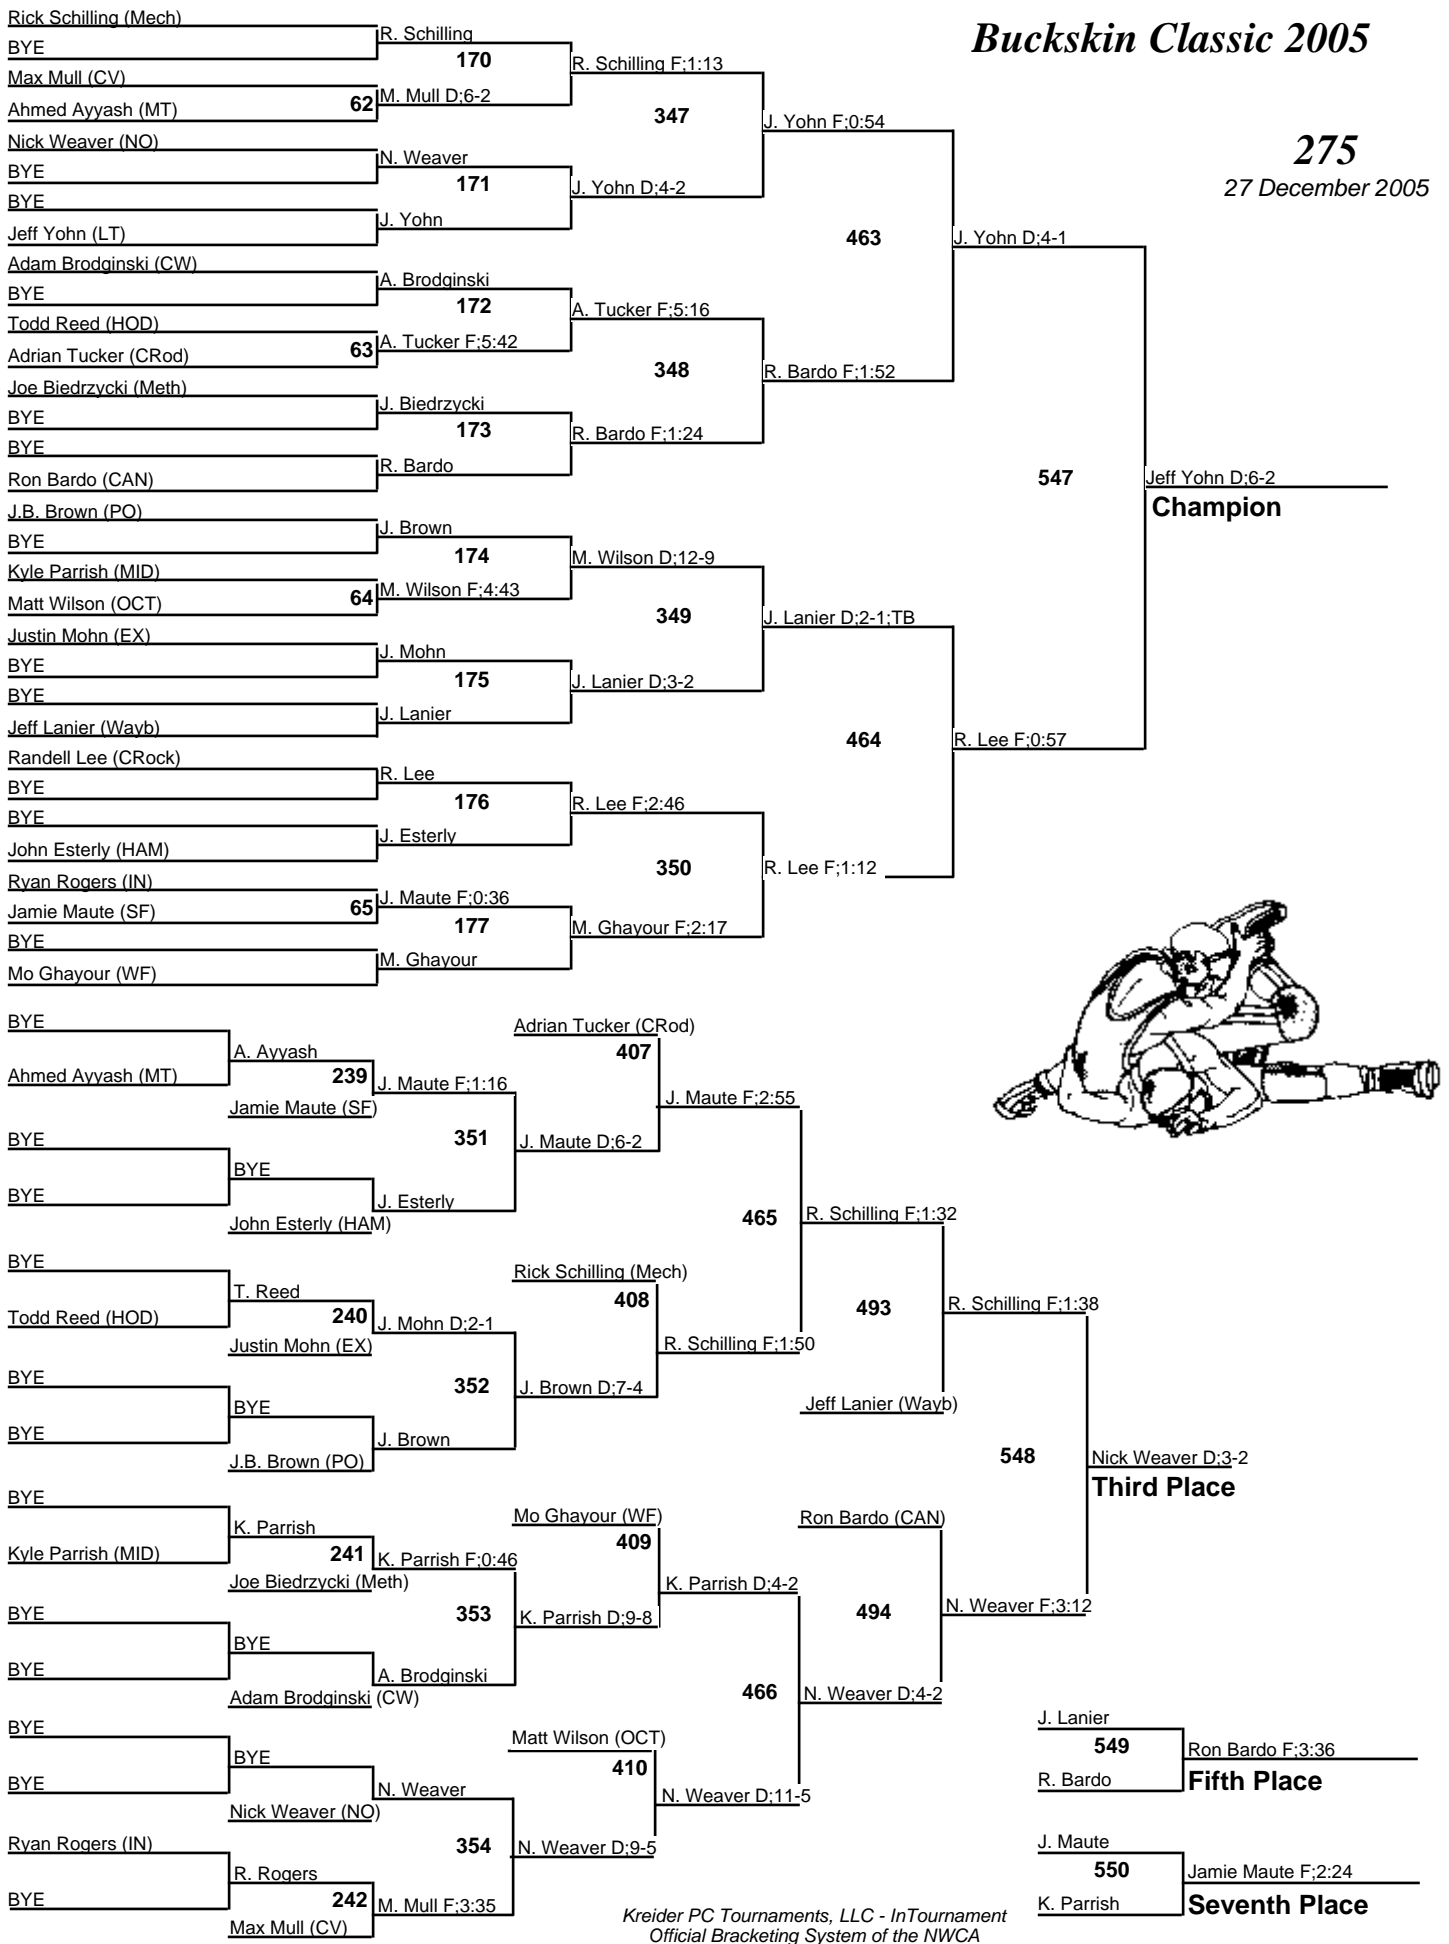 Buckskin Classic 2005
275
27 December 2005
Rick Schilling (Mech)
BYE
R. Schilling
170
Max Mull (CV)
Ahmed Ayyash (MT)
62
M. Mull D;6-2
R. Schilling F;1:13
347
Nick Weaver (NO)
BYE
N. Weaver
171
BYE
Jeff Yohn (LT)
J. Yohn
J. Yohn D;4-2
J. Yohn F;0:54
463
Adam Brodginski (CW)
BYE
A. Brodginski
172
Todd Reed (HOD)
Adrian Tucker (CRod)
63
A. Tucker F;5:42
A. Tucker F;5:16
348
Joe Biedrzycki (Meth)
BYE
J. Biedrzycki
173
BYE
Ron Bardo (CAN)
R. Bardo
R. Bardo F;1:24
R. Bardo F;1:52
J. Yohn D;4-1
547
Jeff Yohn D;6-2
Champion
J.B. Brown (PO)
BYE
J. Brown
174
Kyle Parrish (MID)
Matt Wilson (OCT)
64
M. Wilson F;4:43
M. Wilson D;12-9
349
Justin Mohn (EX)
BYE
J. Mohn
175
BYE
Jeff Lanier (Wayb)
J. Lanier
J. Lanier D;3-2
J. Lanier D;2-1;TB
464
R. Lee F;0:57
Randell Lee (CRock)
BYE
R. Lee
176
BYE
John Esterly (HAM)
J. Esterly
R. Lee F;2:46
350
R. Lee F;1:12
Ryan Rogers (IN)
Jamie Maute (SF)
65
J. Maute F;0:36
177
BYE
Mo Ghayour (WF)
M. Ghayour
M. Ghayour F;2:17
BYE
Ahmed Ayyash (MT)
A. Ayyash
239
Jamie Maute (SF)
J. Maute F;1:16
351
BYE
BYE
BYE
John Esterly (HAM)
J. Esterly
J. Maute D;6-2
Adrian Tucker (CRod)
407
J. Maute F;2:55
465
BYE
Todd Reed (HOD)
T. Reed
240
Justin Mohn (EX)
J. Mohn D;2-1
352
BYE
BYE
BYE
J.B. Brown (PO)
J. Brown
J. Brown D;7-4
Rick Schilling (Mech)
408
R. Schilling F;1:50
R. Schilling F;1:32
493
Jeff Lanier (Wayb)
R. Schilling F;1:38
548
Nick Weaver D;3-2
Third Place
BYE
Kyle Parrish (MID)
K. Parrish
241
Joe Biedrzycki (Meth)
K. Parrish F;0:46
353
BYE
BYE
BYE
Adam Brodginski (CW)
A. Brodginski
K. Parrish D;9-8
Mo Ghayour (WF)
409
K. Parrish D;4-2
466
Ron Bardo (CAN)
494
N. Weaver F;3:12
N. Weaver D;4-2
BYE
BYE
BYE
Nick Weaver (NO)
N. Weaver
354
Ryan Rogers (IN)
BYE
R. Rogers
242
Max Mull (CV)
M. Mull F;3:35
N. Weaver D;9-5
Matt Wilson (OCT)
410
N. Weaver D;11-5
J. Lanier
549
R. Bardo
Ron Bardo F;3:36
Fifth Place
J. Maute
550
K. Parrish
Jamie Maute F;2:24
Seventh Place
Kreider PC Tournaments, LLC - InTournament
Official Bracketing System of the NWCA